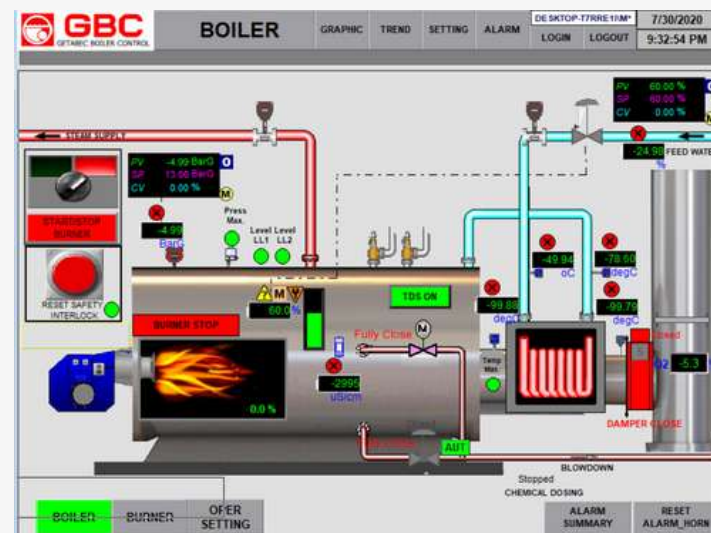 GBC
GETABEC BOILER CONTROL
BOILER
GRAPHIC
TREND
SETTING
ALARM
LOGIN
LOGOUT
7/30/2020
9:32:54 PM
STEAM SUPPLY
PV -4.99 BarG
SP 13.00 BarG
CV 0.00 %
O
M
PV 60.00 %
SP 60.00 %
CV 0.00 %
-24.98
%
FEED WATE
START/STOP
BURNER
RESET SAFETY
INTERLOCK
-4.99
BarG
Press
Max.
Level
LL1
Level
LL2
M
60.0%
TDS ON
BURNER STOP
0.0 %
Fully Close
M
-2995
uS/cm
AUT
-49.94
oC
-78.60
degC
-99.88
-99.79
degC
Temp
Max
S
O2
-5.3
DAMPER CLOSE
BLOWDOWN
Stopped
CHEMICAL DOSING
BOILER
BURNER
OPER
SETTING
ALARM
SUMMARY
RESET
ALARM_HORN